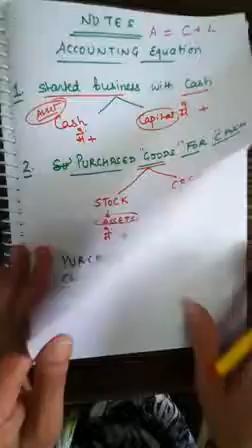 NOTES
A = C + L
Accounting Equation
1. started business with Cash
Asset
Cash Capital में +
में +
2. PURCHASED "GOODS" FOR
STOCK
ASSETS
में +